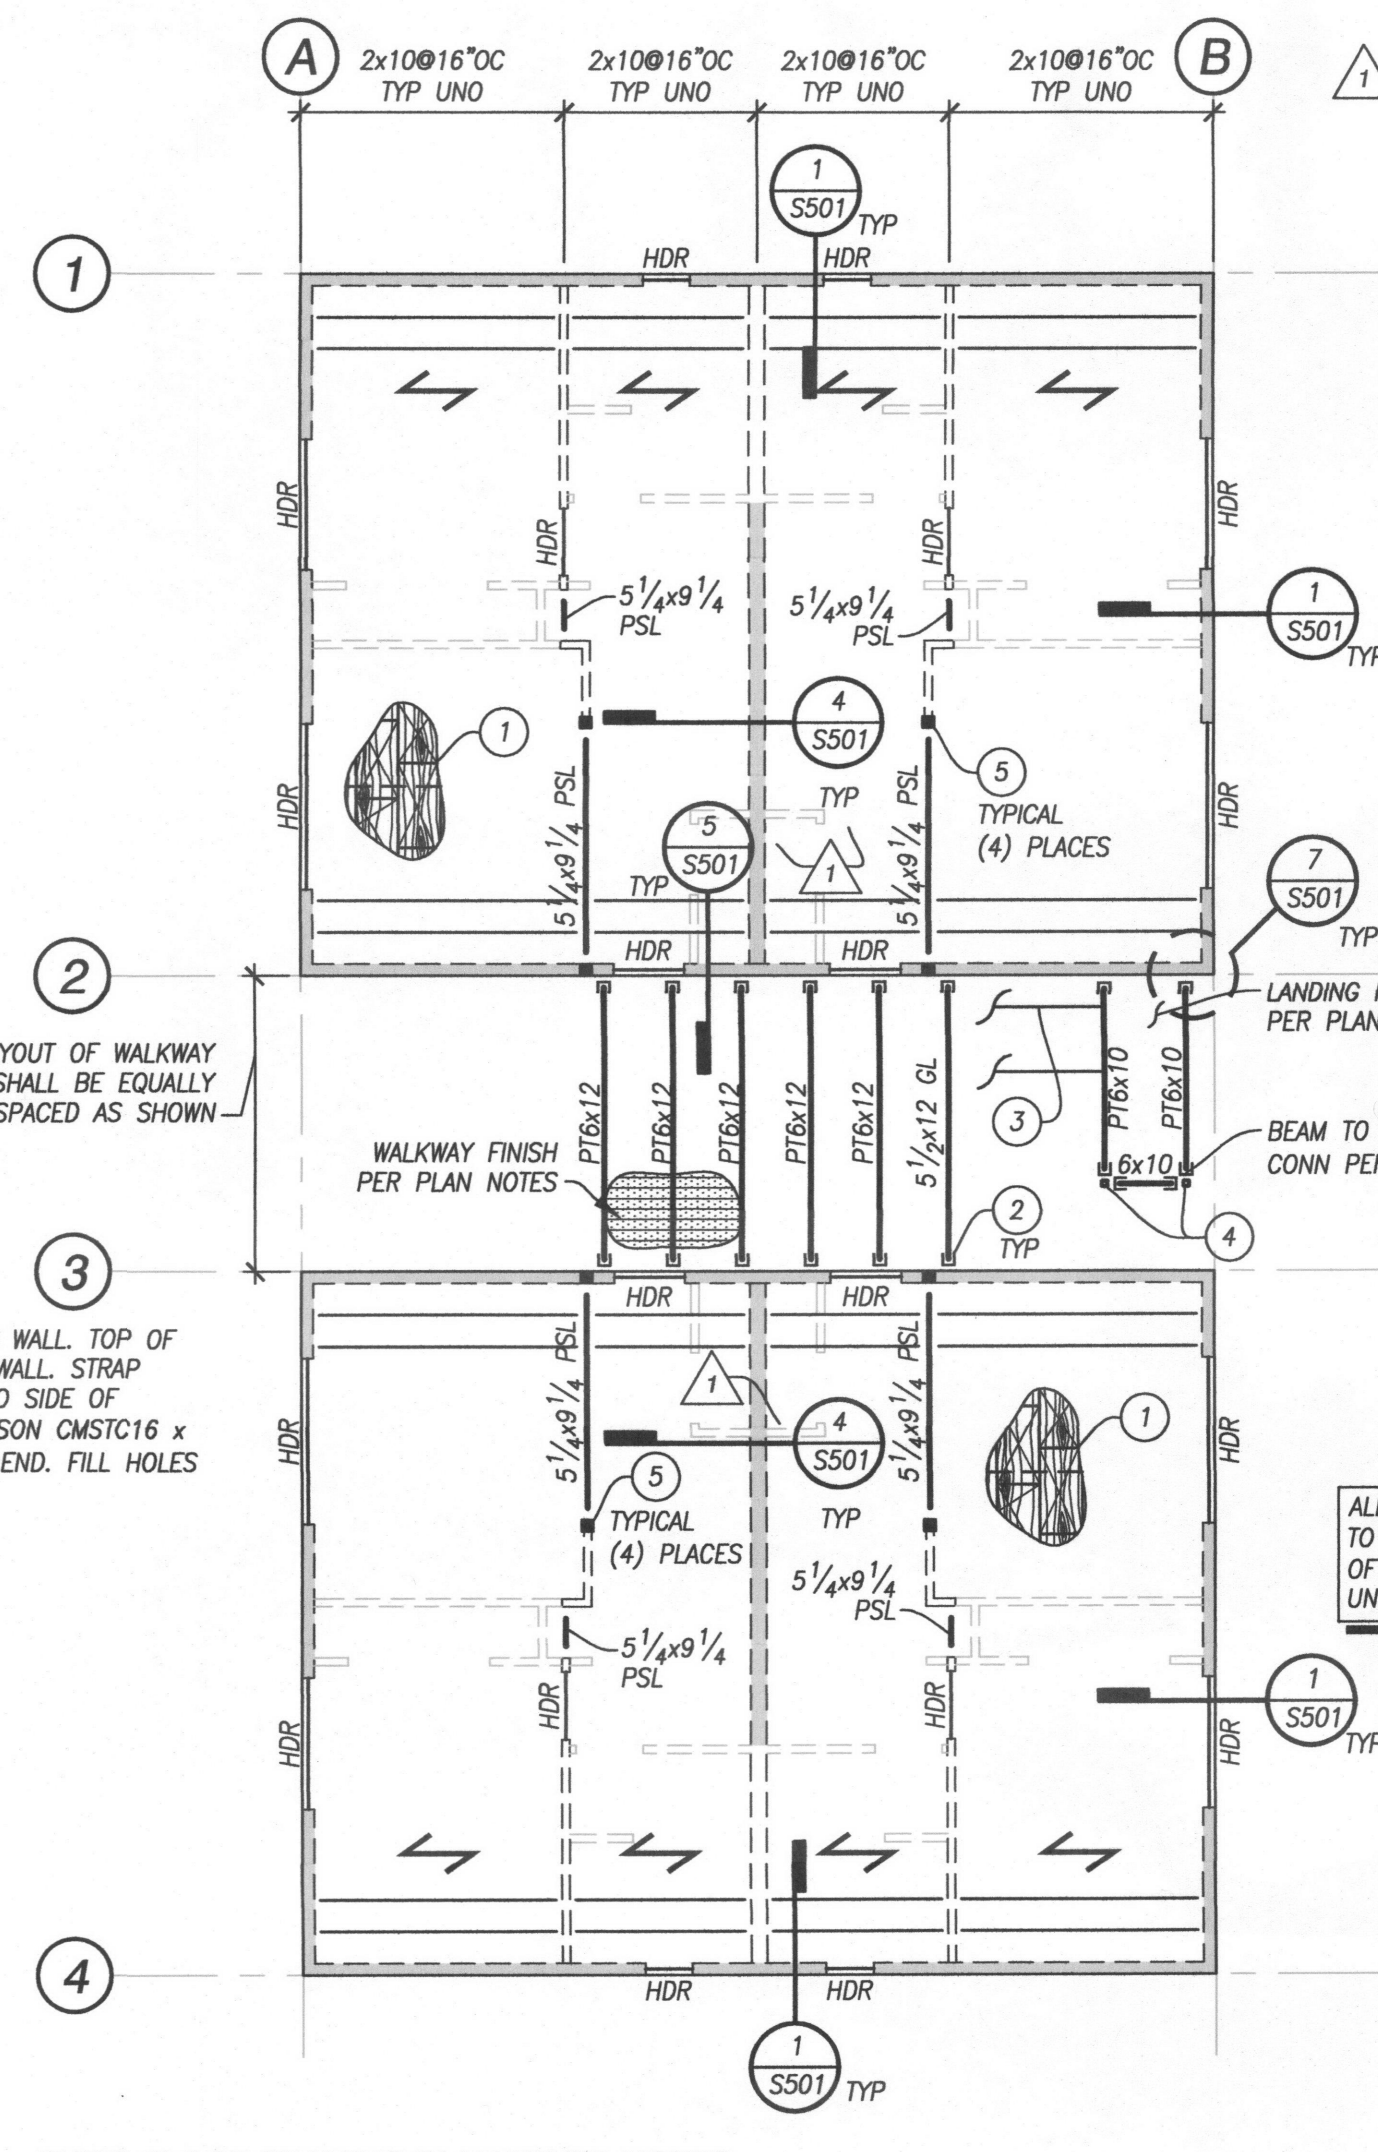 A
2x10@16"OC
TYP UNO
2x10@16"OC
TYP UNO
2x10@16"OC
TYP UNO
2x10@16"OC
TYP UNO
B
1
1
S501
TYP
1
HDR
HDR
HDR
HDR
HDR
HDR
5 1/4x9 1/4
PSL
5 1/4x9 1/4
PSL
1
S501
TYP
1
4
S501
TYP
5
TYPICAL
(4) PLACES
HDR
HDR
5 1/4x9 1/4 PSL
5 1/4x9 1/4 PSL
5
S501
TYP
1
7
S501
TYP
HDR
HDR
2
LANDING
PER PLAN
YOUT OF WALKWAY
SHALL BE EQUALLY
SPACED AS SHOWN
PT6x12
PT6x12
PT6x12
PT6x12
PT6x12
5 1/2x12 GL
3
PT6x10
PT6x10
6x10
BEAM TO
CONN PER
WALKWAY FINISH
PER PLAN NOTES
2
TYP
4
3
HDR
HDR
WALL. TOP OF
WALL. STRAP
O SIDE OF
SON CMSTC16 x
END. FILL HOLES
5 1/4x9 1/4 PSL
5 1/4x9 1/4 PSL
1
4
S501
TYP
1
HDR
HDR
5
TYPICAL
(4) PLACES
ALL
TO
OF
UN
5 1/4x9 1/4
PSL
5 1/4x9 1/4
PSL
HDR
HDR
HDR
HDR
1
S501
TYP
4
HDR
HDR
1
S501
TYP